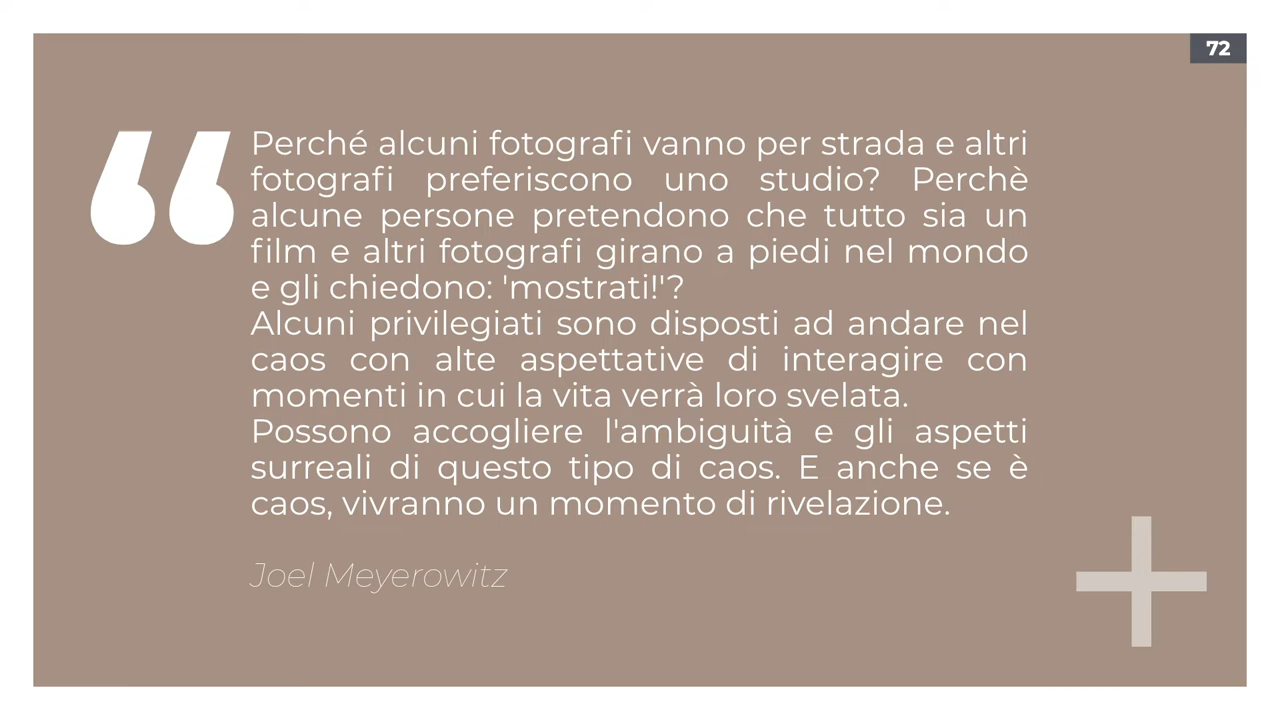 72
“
Perché alcuni fotografi vanno per strada e altri
fotografi preferiscono uno studio? Perchè
alcune persone pretendono che tutto sia un
film e altri fotografi girano a piedi nel mondo
e gli chiedono: 'mostrati!'?
Alcuni privilegiati sono disposti ad andare nel
caos con alte aspettative di interagire con
momenti in cui la vita verrà loro svelata.
Possono accogliere l'ambiguità e gli aspetti
surreali di questo tipo di caos. E anche se è
caos, vivranno un momento di rivelazione.
Joel Meyerowitz